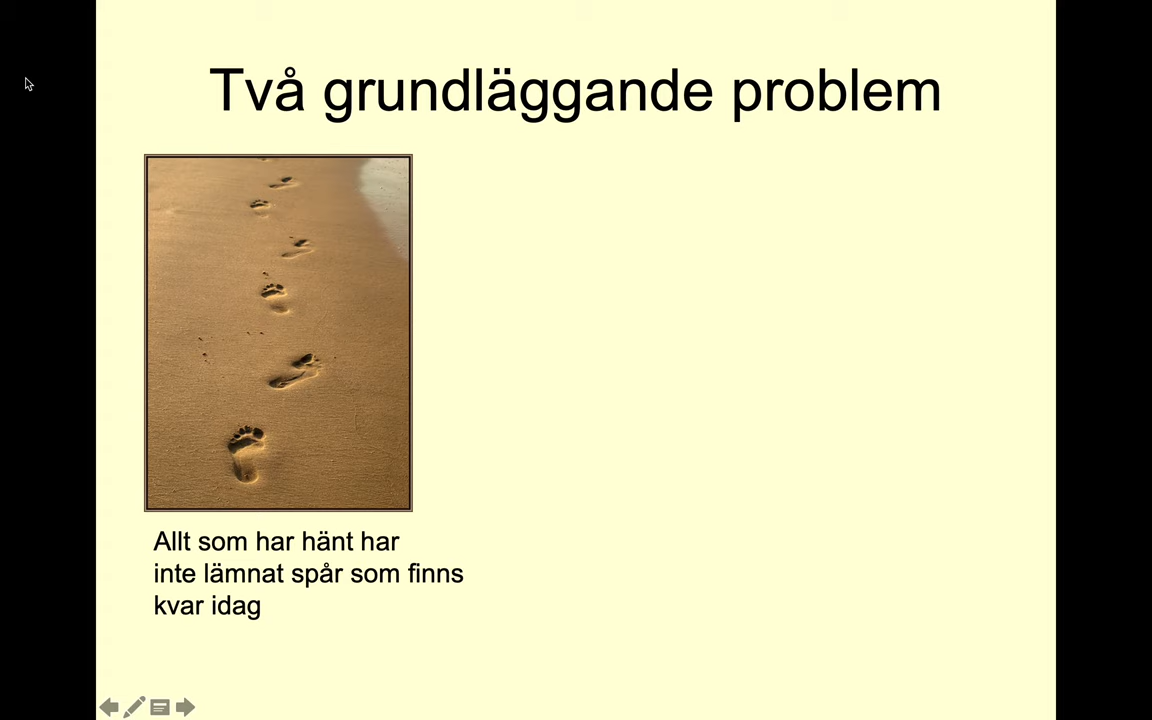 Två grundläggande problem
Allt som har hänt har
inte lämnat spår som finns
kvar idag